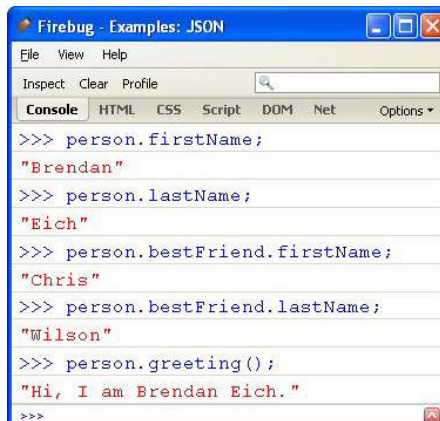 Firebug - Examples: JSON
File View Help
Inspect Clear Profile
Console HTML CSS Script DOM Net Options
>>> person.firstName;
"Brendan"
>>> person.lastName;
"Eich"
>>> person.bestFriend.firstName;
"Chris"
>>> person.bestFriend.lastName;
"Wilson"
>>> person.greeting();
"Hi, I am Brendan Eich."
>>>